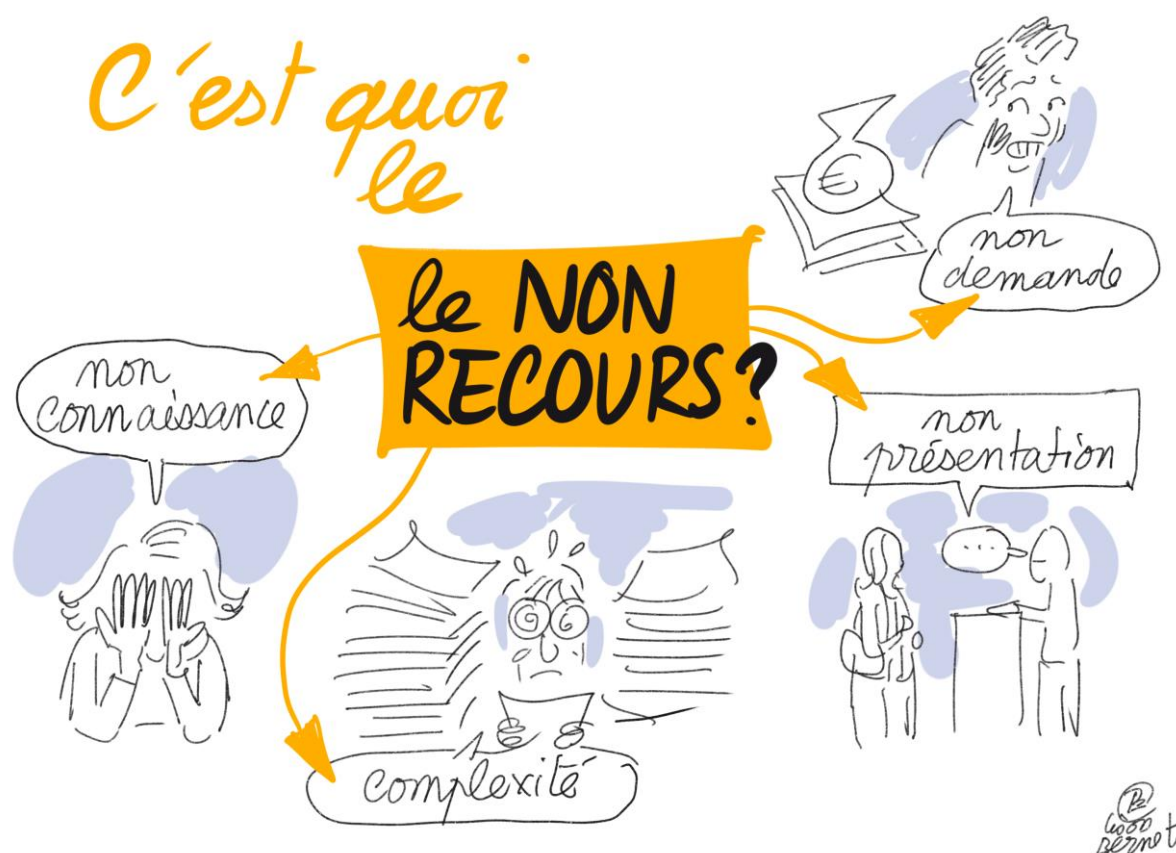 C'est quoi
le
le NON
RECOURS?
€
non
demande
non
connaissance
non
présentation
...
complexité